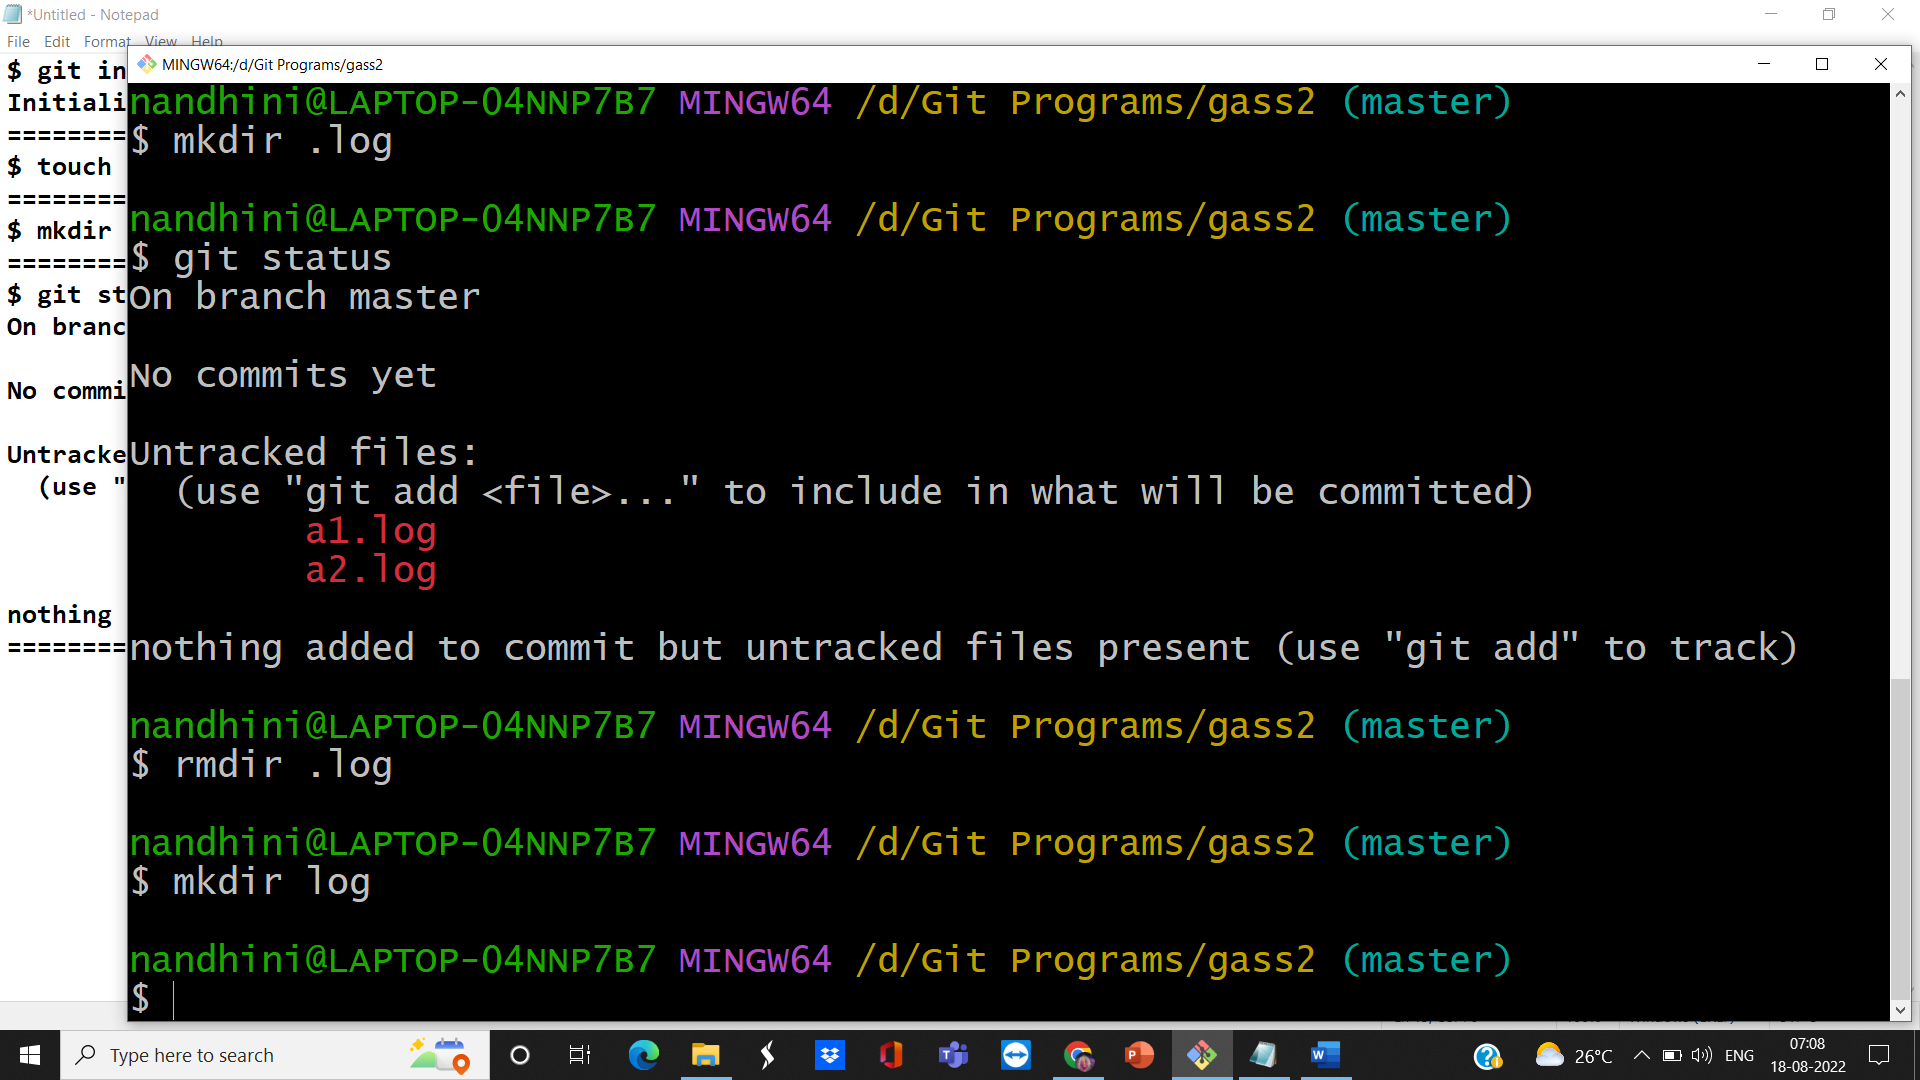 *Untitled - Notepad
File Edit Format View Help
$ git in
Initiali
========
$ touch
========
$ mkdir
========
$ git st
On branc
No commi
Untracke
(use "
nothing
========
MINGW64:/d/Git Programs/gass2
nandhini@LAPTOP-O4NNP7B7 MINGW64 /d/Git Programs/gass2 (master)
$ mkdir .log
nandhini@LAPTOP-O4NNP7B7 MINGW64 /d/Git Programs/gass2 (master)
$ git status
On branch master
No commits yet
Untracked files:
(use "git add <file>..." to include in what will be committed)
a1.log
a2.log
nothing added to commit but untracked files present (use "git add" to track)
nandhini@LAPTOP-O4NNP7B7 MINGW64 /d/Git Programs/gass2 (master)
$ rmdir .log
nandhini@LAPTOP-O4NNP7B7 MINGW64 /d/Git Programs/gass2 (master)
$ mkdir log
nandhini@LAPTOP-O4NNP7B7 MINGW64 /d/Git Programs/gass2 (master)
$
Type here to search
26°C
ENG
07:08
18-08-2022